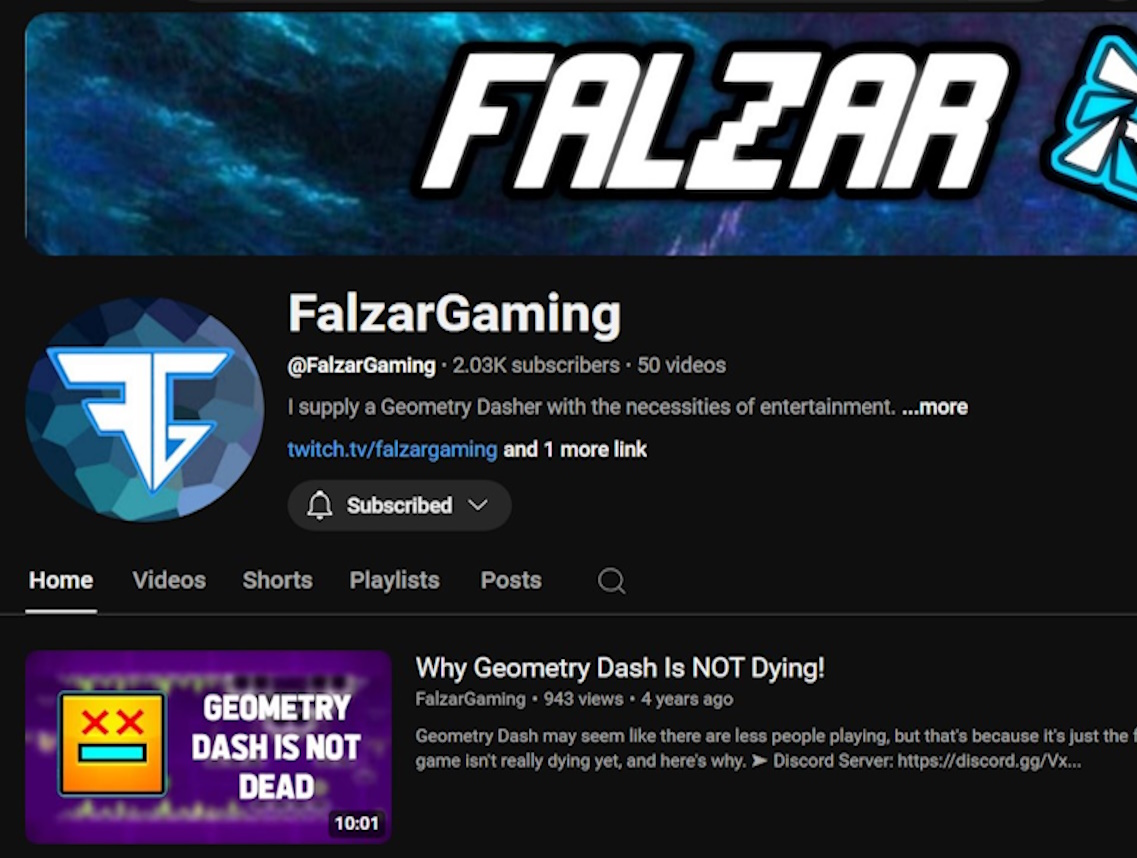 FALZAR
FalzarGaming
@FalzarGaming · 2.03K subscribers · 50 videos
I supply a Geometry Dasher with the necessities of entertainment. ...more
twitch.tv/falzargaming and 1 more link
Subscribed
Home Videos Shorts Playlists Posts
GEOMETRY
DASH IS NOT
DEAD
10:01
Why Geometry Dash Is NOT Dying!
FalzarGaming • 943 views • 4 years ago
Geometry Dash may seem like there are less people playing, but that's because it's just the f
game isn't really dying yet, and here's why. ➤ Discord Server: https://discord.gg/Vx...